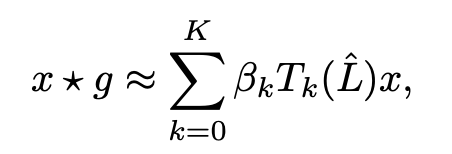 x ⋆ g ≈ ∑_{k=0}^{K} β_k T_k(L̂)x,